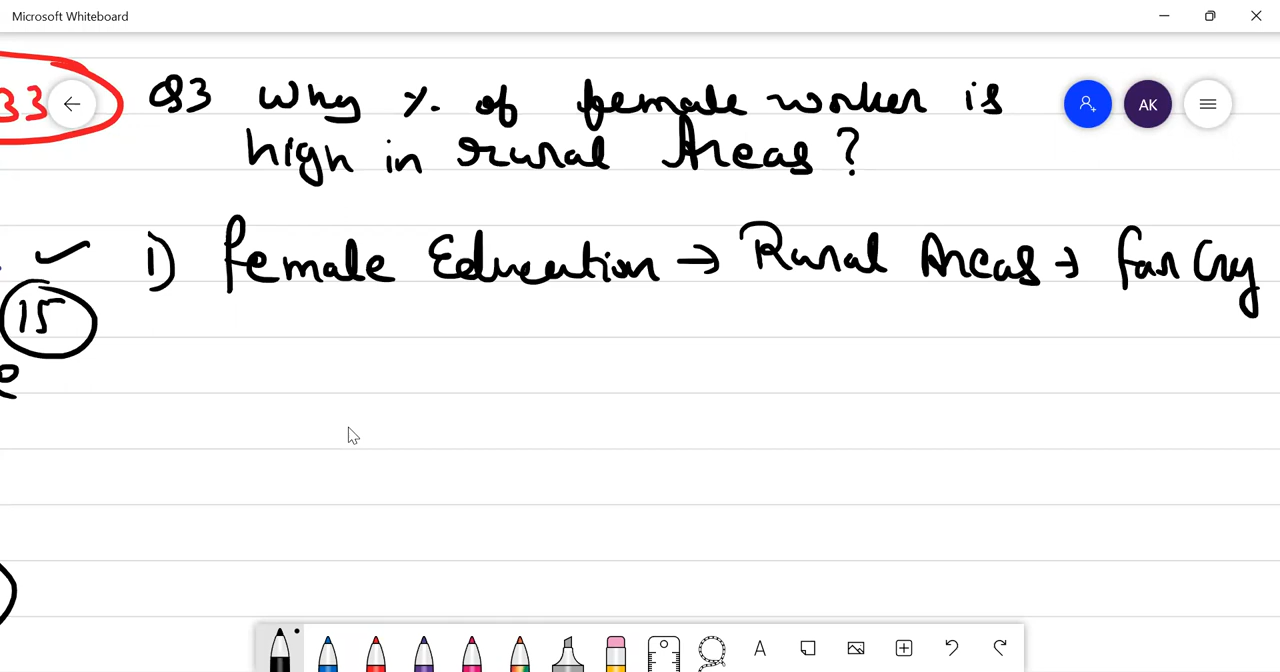 Microsoft Whiteboard
33
Q3 Why % of female worker is
high in rural Areas?
1) Female Education → Rural Areas → Far Cry
15
e
AK
A